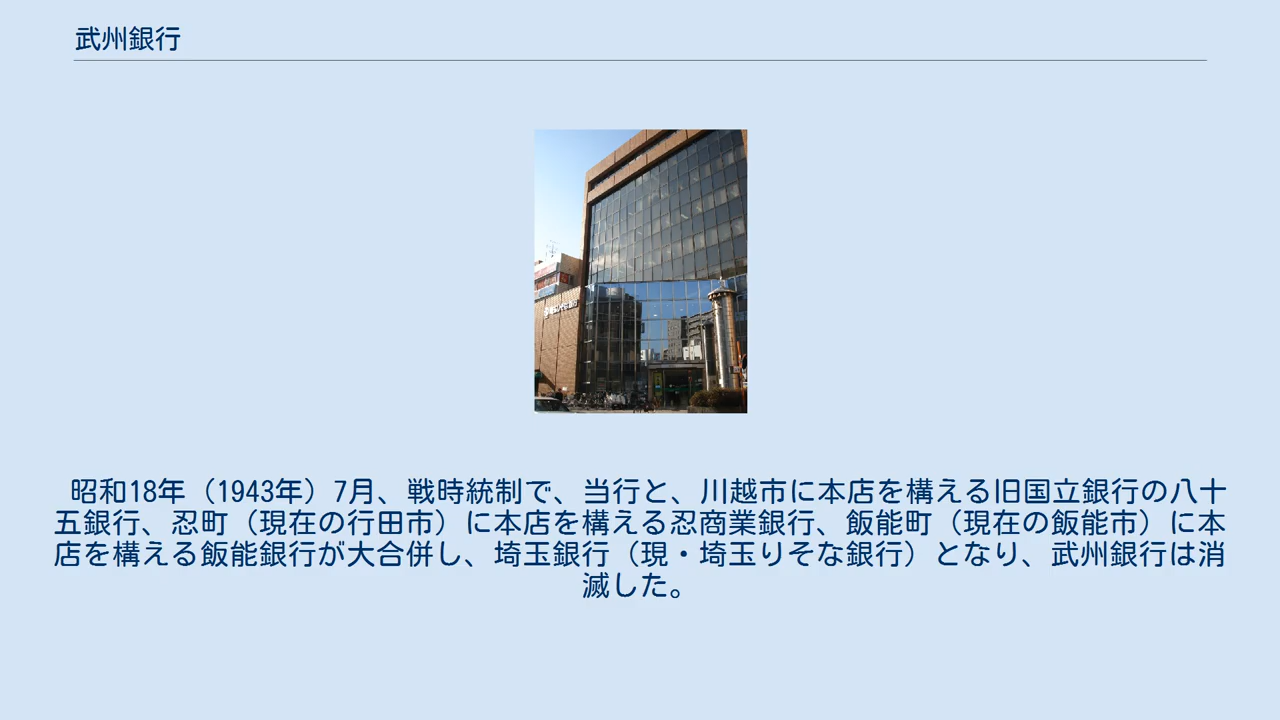 武州銀行
昭和18年（1943年）7月、戦時統制で、当行と、川越市に本店を構える旧国立銀行の八十
五銀行、忍町（現在の行田市）に本店を構える忍商業銀行、飯能町（現在の飯能市）に本
店を構える飯能銀行が大合併し、埼玉銀行（現・埼玉りそな銀行）となり、武州銀行は消
滅した。